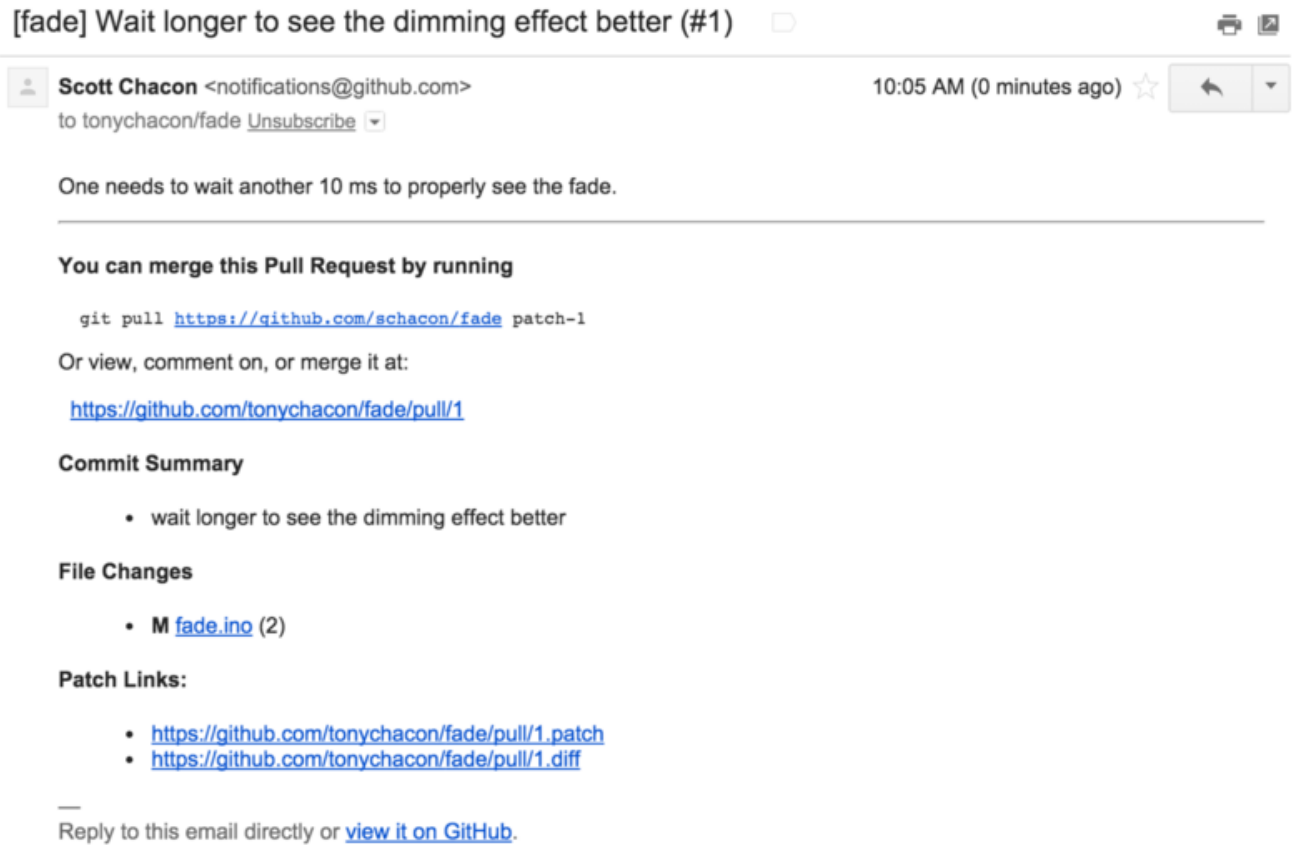 [fade] Wait longer to see the dimming effect better (#1)
Scott Chacon <notifications@github.com>
10:05 AM (0 minutes ago)
to tonychacon/fade Unsubscribe
One needs to wait another 10 ms to properly see the fade.
You can merge this Pull Request by running
git pull https://github.com/schacon/fade patch-1
Or view, comment on, or merge it at:
https://github.com/tonychacon/fade/pull/1
Commit Summary
• wait longer to see the dimming effect better
File Changes
• M fade.ino (2)
Patch Links:
• https://github.com/tonychacon/fade/pull/1.patch
• https://github.com/tonychacon/fade/pull/1.diff
—
Reply to this email directly or view it on GitHub.